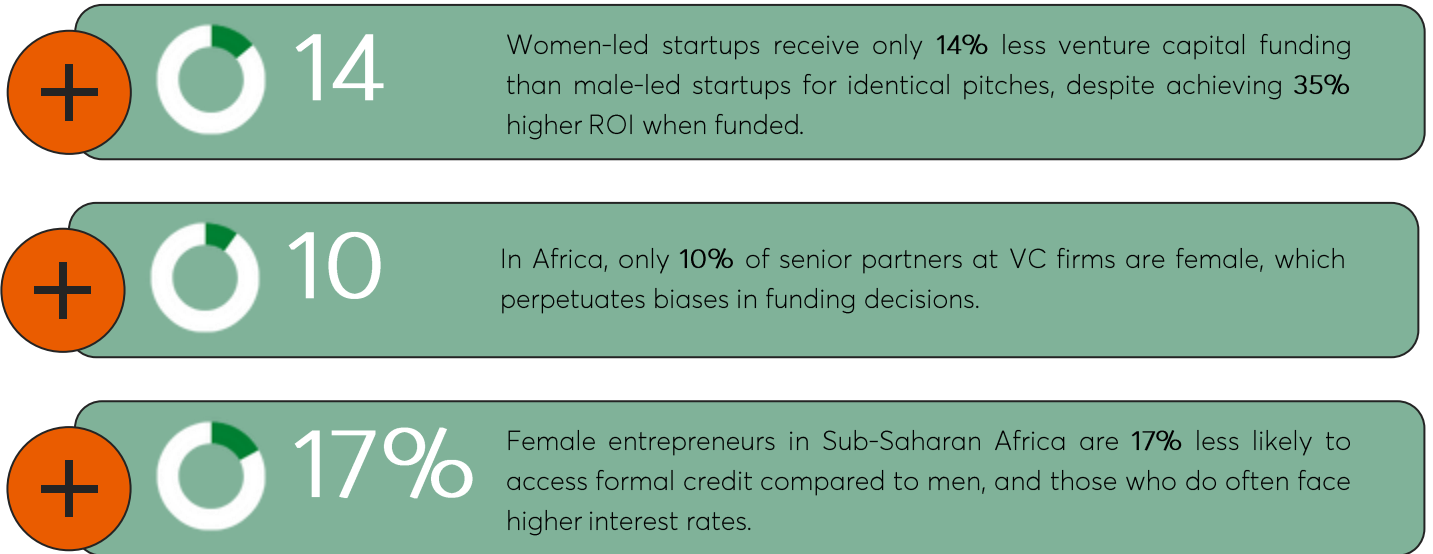 14
Women-led startups receive only 14% less venture capital funding
than male-led startups for identical pitches, despite achieving 35%
higher ROI when funded.
10
In Africa, only 10% of senior partners at VC firms are female, which
perpetuates biases in funding decisions.
17%
Female entrepreneurs in Sub-Saharan Africa are 17% less likely to
access formal credit compared to men, and those who do often face
higher interest rates.